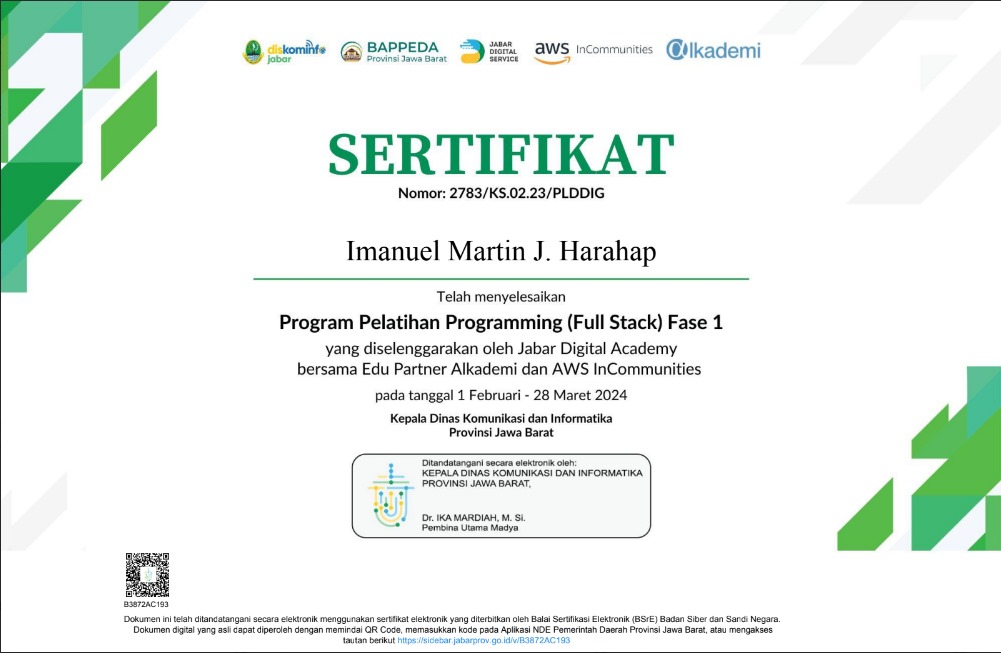 diskominfo
jabar
BAPPEDA
Provinsi Jawa Barat
JABAR
DIGITAL
SERVICE
aws InCommunities
Alkademi
SERTIFIKAT
Nomor: 2783/KS.02.23/PLDDIG
Imanuel Martin J. Harahap
Telah menyelesaikan
Program Pelatihan Programming (Full Stack) Fase 1
yang diselenggarakan oleh Jabar Digital Academy
bersama Edu Partner Alkademi dan AWS InCommunities
pada tanggal 1 Februari - 28 Maret 2024
Kepala Dinas Komunikasi dan Informatika
Provinsi Jawa Barat
Ditandatangani secara elektronik oleh:
KEPALA DINAS KOMUNIKASI DAN INFORMATIKA
PROVINSI JAWA BARAT,
Dr. IKA MARDIAH, M. Si.
Pembina Utama Madya
B3872AC193
Dokumen ini telah ditandatangani secara elektronik menggunakan sertifikat elektronik yang diterbitkan oleh Balai Sertifikasi Elektronik (BSrE) Badan Siber dan Sandi Negara.
Dokumen digital yang asli dapat diperoleh dengan memindai QR Code, memasukkan kode pada Aplikasi NDE Pemerintah Daerah Provinsi Jawa Barat, atau mengakses
tautan berikut https://sidebar.jabarprov.go.id/v/B3872AC193